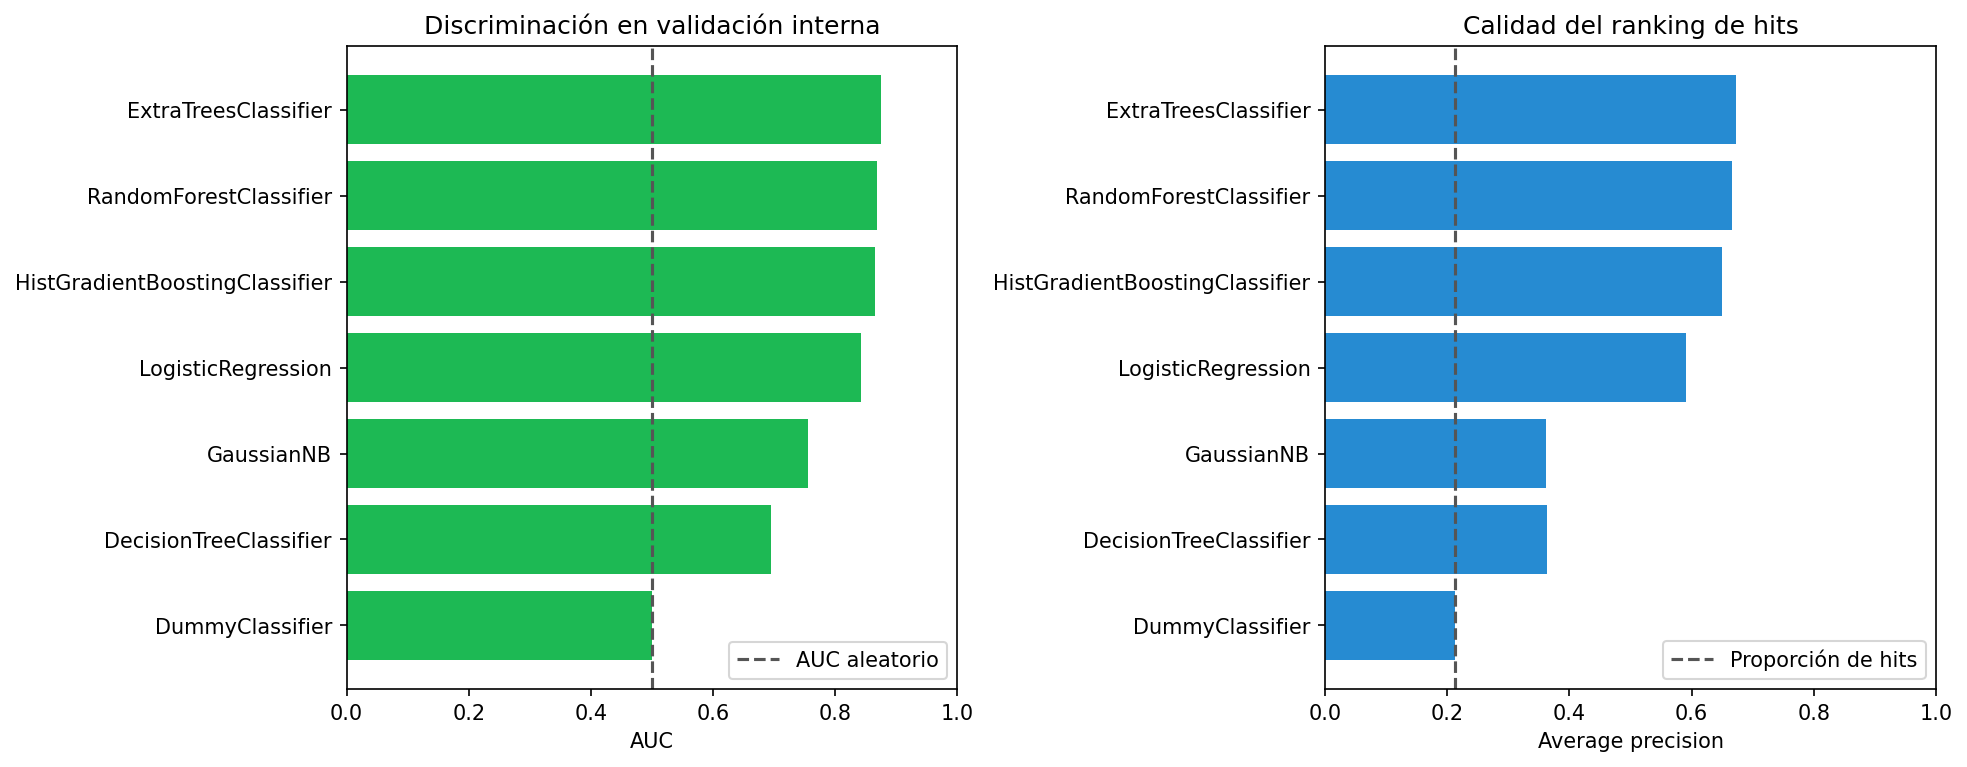 Discriminación en validación interna
ExtraTreesClassifier
RandomForestClassifier
HistGradientBoostingClassifier
LogisticRegression
GaussianNB
DecisionTreeClassifier
DummyClassifier
AUC aleatorio
0.0 0.2 0.4 0.6 0.8 1.0
AUC
Calidad del ranking de hits
ExtraTreesClassifier
RandomForestClassifier
HistGradientBoostingClassifier
LogisticRegression
GaussianNB
DecisionTreeClassifier
DummyClassifier
Proporción de hits
0.0 0.2 0.4 0.6 0.8 1.0
Average precision